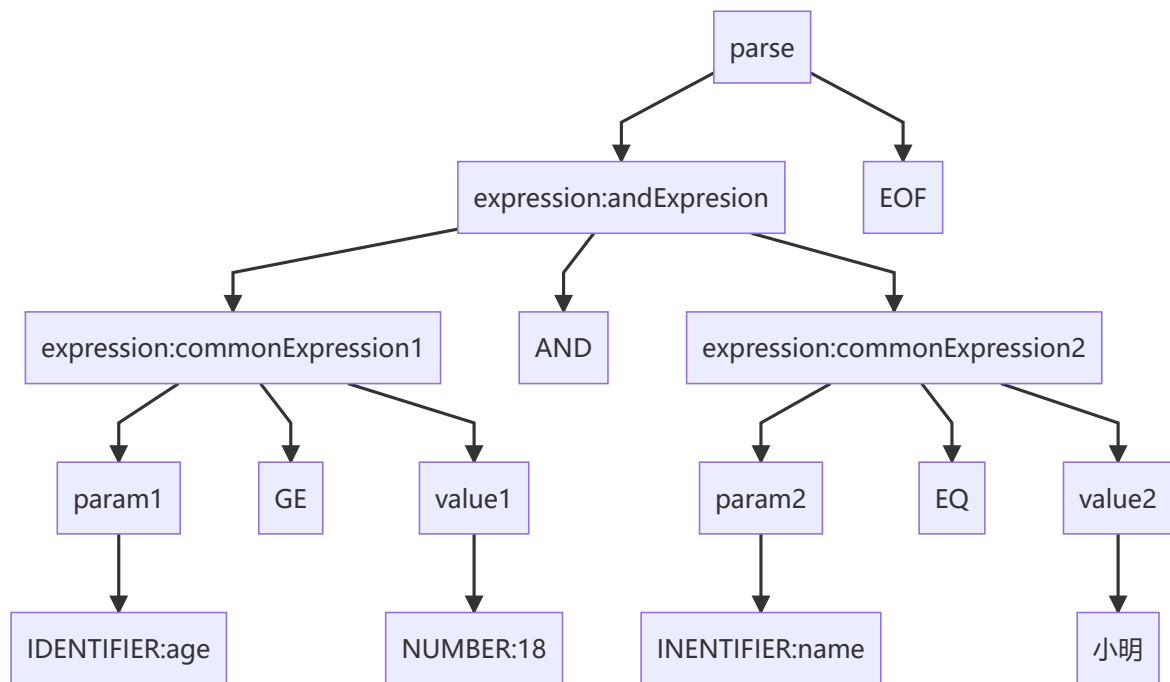 parse
expression:andExpresion
EOF
expression:commonExpression1
AND
expression:commonExpression2
param1
GE
value1
param2
EQ
value2
IDENTIFIER:age
NUMBER:18
INENTIFIER:name
小明